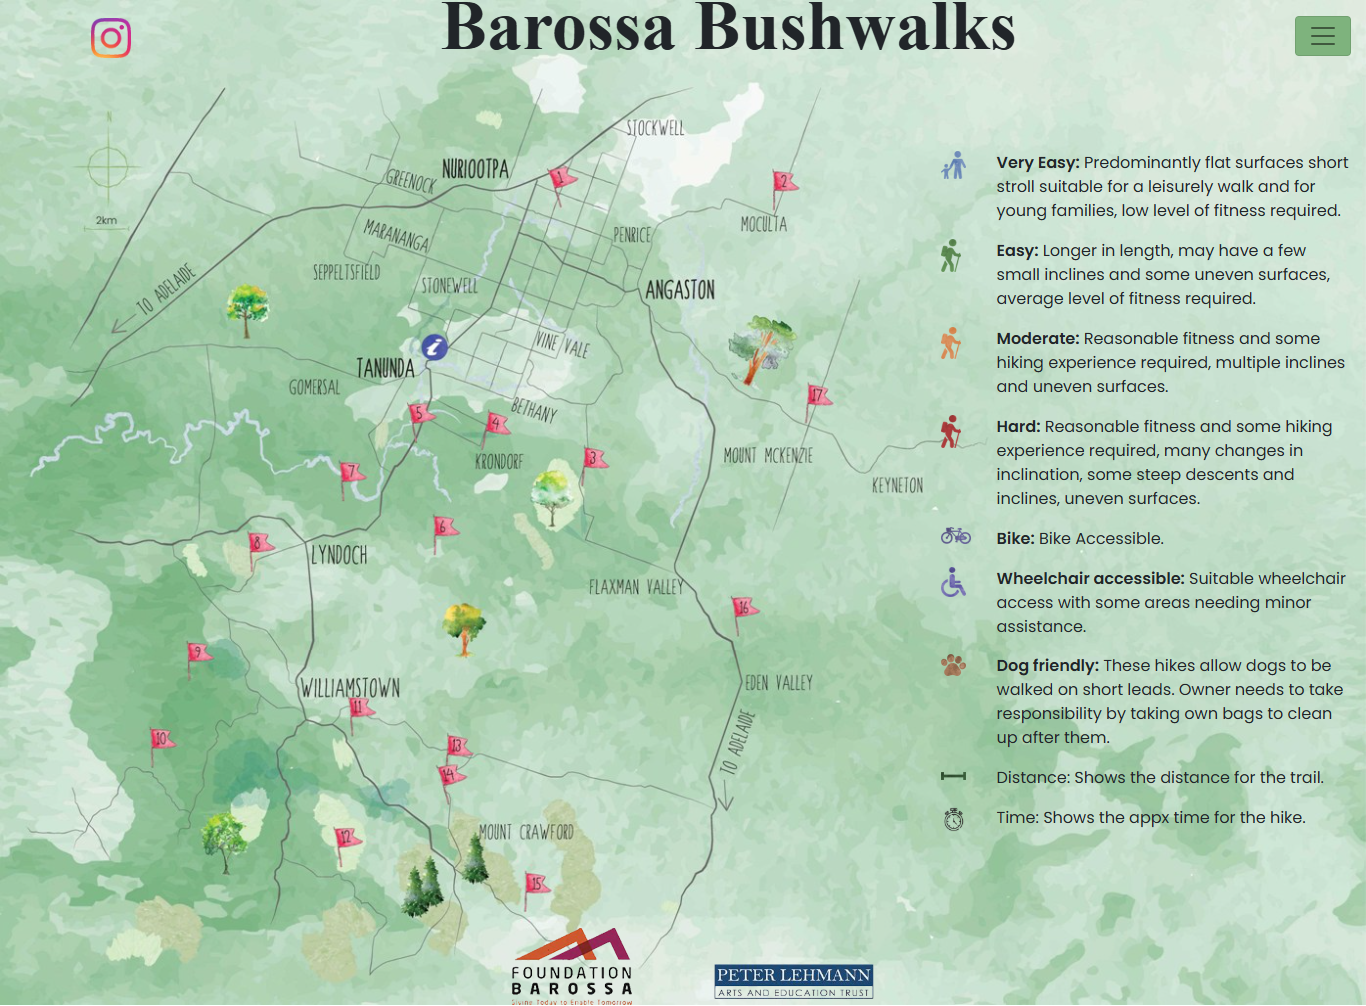 Barossa Bushwalks
STOCKWELL
NURIOOTPA
GREENOCK
1
2
2km
MARANANGA
PENRICE
MOCULTA
SEPPELTSFIELD
STONEWELL
ANGASTON
TO ADELAIDE
i
VINE VALE
TANUNDA
GOMERSAL
17
5
BETHANY
4
KRONDORF
3
MOUNT MCKENZIE
7
KEYNETON
6
8
LYNDOCH
FLAXMAN VALLEY
16
9
WILLIAMSTOWN
EDEN VALLEY
11
10
13
TO ADELAIDE
14
MOUNT CRAWFORD
12
15
Very Easy: Predominantly flat surfaces short
stroll suitable for a leisurely walk and for
young families, low level of fitness required.
Easy: Longer in length, may have a few
small inclines and some uneven surfaces,
average level of fitness required.
Moderate: Reasonable fitness and some
hiking experience required, multiple inclines
and uneven surfaces.
Hard: Reasonable fitness and some hiking
experience required, many changes in
inclination, some steep descents and
inclines, uneven surfaces.
Bike: Bike Accessible.
Wheelchair accessible: Suitable wheelchair
access with some areas needing minor
assistance.
Dog friendly: These hikes allow dogs to be
walked on short leads. Owner needs to take
responsibility by taking own bags to clean
up after them.
Distance: Shows the distance for the trail.
Time: Shows the appx time for the hike.
FOUNDATION
BAROSSA
Giving Today to Enable Tomorrow
PETER LEHMANN
ARTS AND EDUCATION TRUST